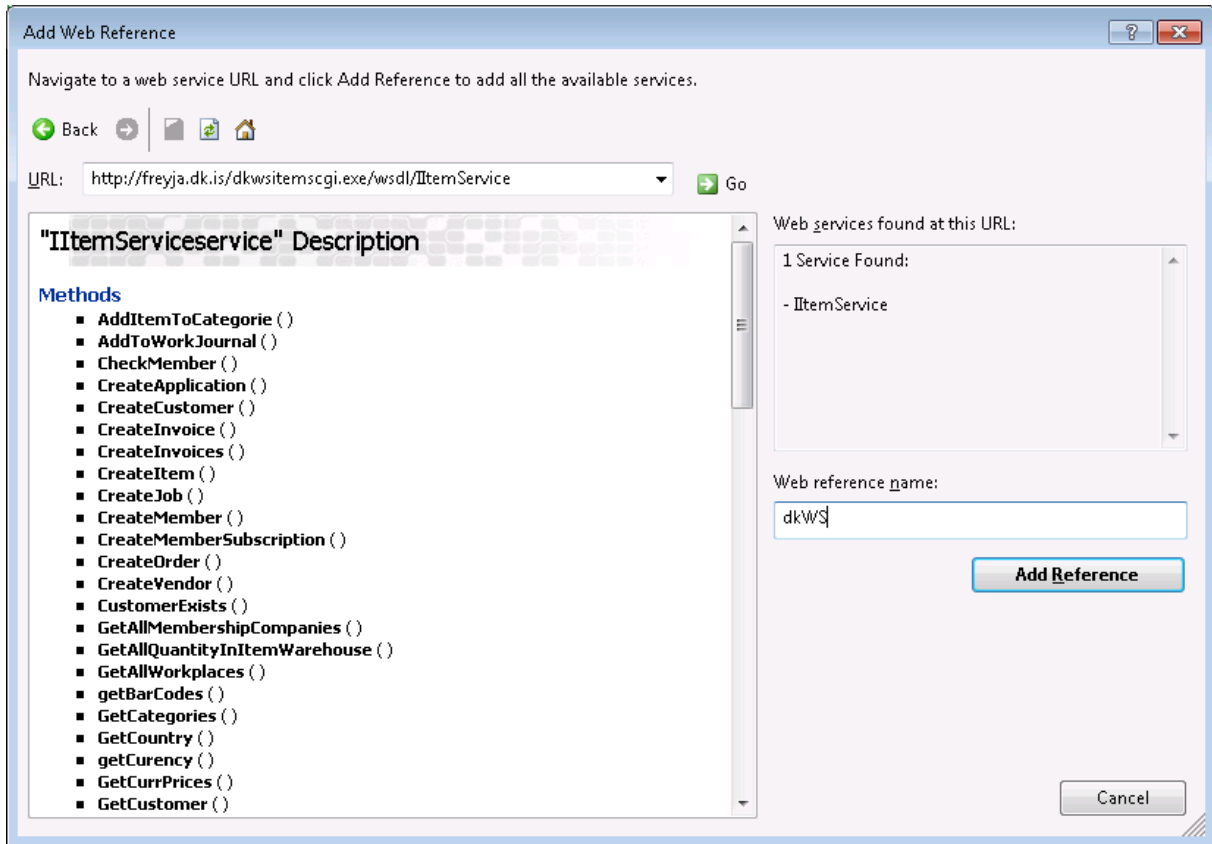 Add Web Reference
Navigate to a web service URL and click Add Reference to add all the available services.
Back
URL: http://freyja.dk.is/dkwsitemscgi.exe/wsdl/IItemService Go
"IItemServiceservice" Description
Methods
AddItemToCategorie ( )
AddToWorkJournal ( )
CheckMember ( )
CreateApplication ( )
CreateCustomer ( )
CreateInvoice ( )
CreateInvoices ( )
CreateItem ( )
CreateJob ( )
CreateMember ( )
CreateMemberSubscription ( )
CreateOrder ( )
CreateVendor ( )
CustomerExists ( )
GetAllMembershipCompanies ( )
GetAllQuantityInItemWarehouse ( )
GetAllWorkplaces ( )
getBarCodes ( )
GetCategories ( )
GetCountry ( )
getCurency ( )
GetCurrPrices ( )
GetCustomer ( )
Web services found at this URL:
1 Service Found:
- IItemService
Web reference name:
dkWS
Add Reference
Cancel